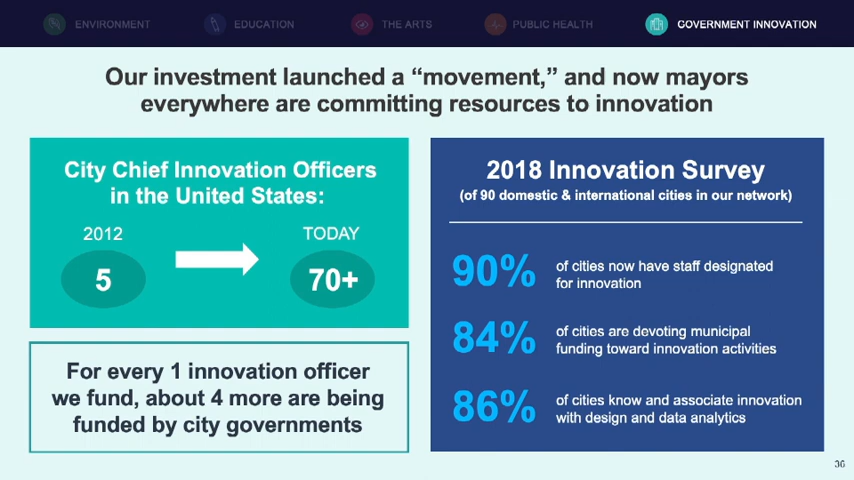 ENVIRONMENT
EDUCATION
THE ARTS
PUBLIC HEALTH
GOVERNMENT INNOVATION
Our investment launched a “movement,” and now mayors
everywhere are committing resources to innovation
City Chief Innovation Officers
in the United States:
2012
TODAY
5
70+
For every 1 innovation officer
we fund, about 4 more are being
funded by city governments
2018 Innovation Survey
(of 90 domestic & international cities in our network)
90%
of cities now have staff designated
for innovation
84%
of cities are devoting municipal
funding toward innovation activities
86%
of cities know and associate innovation
with design and data analytics
36